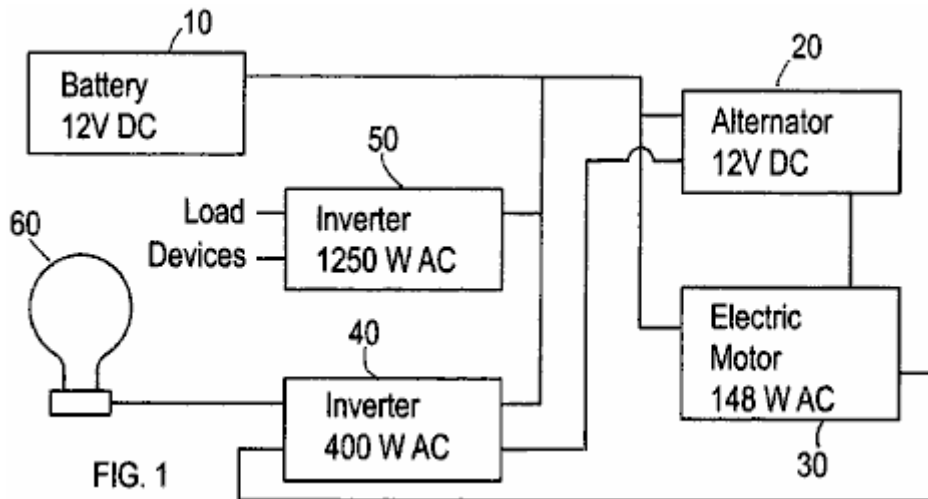 10
Battery
12V DC
20
Alternator
12V DC
50
Load
Devices
Inverter
1250 W AC
60
40
Inverter
400 W AC
Electric
Motor
148 W AC
30
FIG. 1